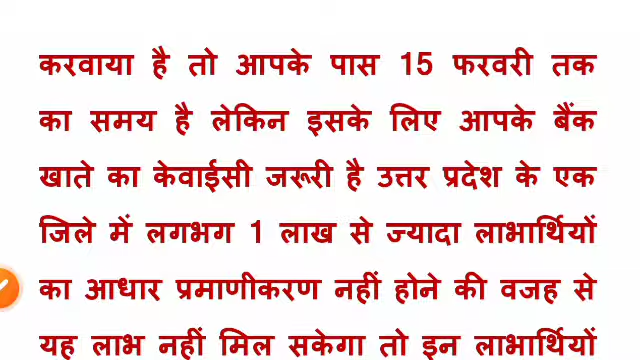 करवाया है तो आपके पास 15 फरवरी तक
का समय है लेकिन इसके लिए आपके बैंक
खाते का केवाईसी जरूरी है उत्तर प्रदेश के एक
जिले में लगभग 1 लाख से ज्यादा लाभार्थियों
का आधार प्रमाणीकरण नहीं होने की वजह से
यह लाभ नहीं मिल सकेगा तो इन लाभार्थियों